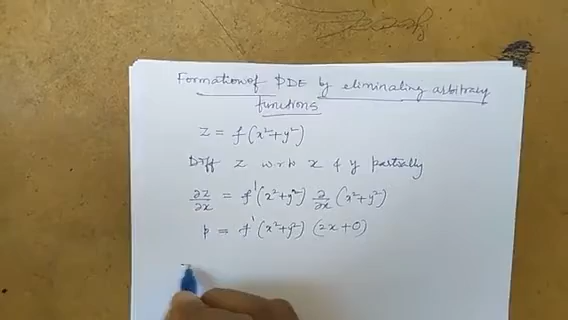 Formation of PDE by eliminating arbitrary
functions
z = f(x²+y²)
Diff z w.r.to x & y partially
∂z/∂x = f'(x²+y²) ∂/∂x (x²+y²)
p = f'(x²+y²) (2x+0)